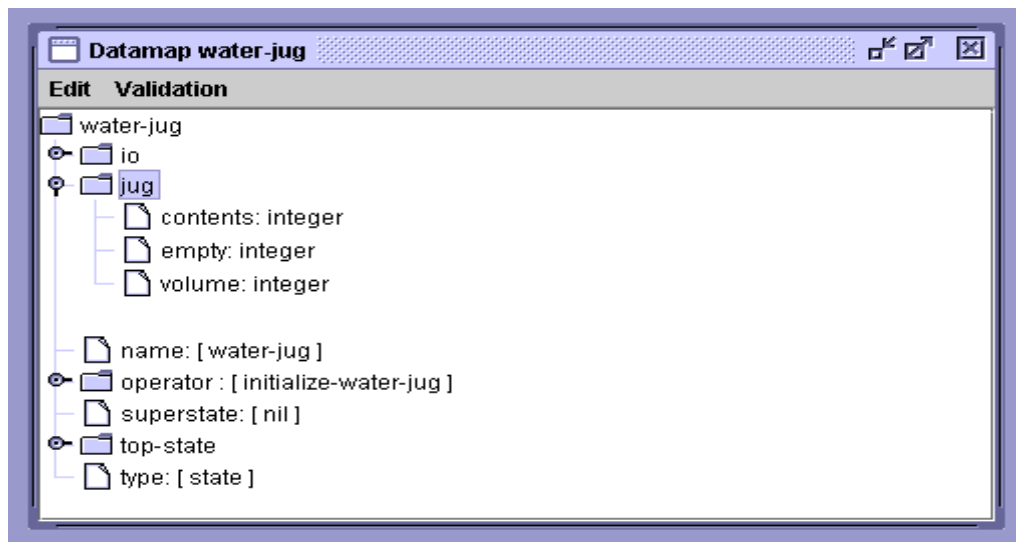 Datamap water-jug
Edit Validation
water-jug
io
jug
contents: integer
empty: integer
volume: integer
name: [ water-jug ]
operator : [ initialize-water-jug ]
superstate: [ nil ]
top-state
type: [ state ]